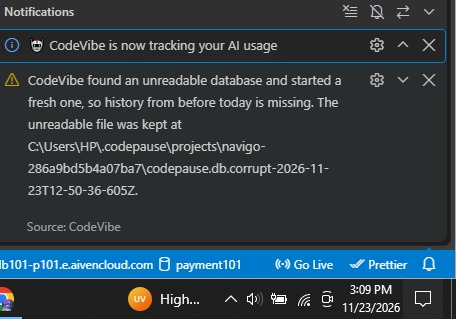 Notifications
CodeVibe is now tracking your AI usage
CodeVibe found an unreadable database and started a
fresh one, so history from before today is missing. The
unreadable file was kept at
C:\Users\HP\.codepause\projects\navigo-
286a9bd5b4a07ba7\codepause.db.corrupt-2026-11-
23T12-50-36-605Z.
Source: CodeVibe
lb101-p101.e.aivencloud.com payment101 Go Live Prettier
UV High... 3:09 PM
11/23/2026